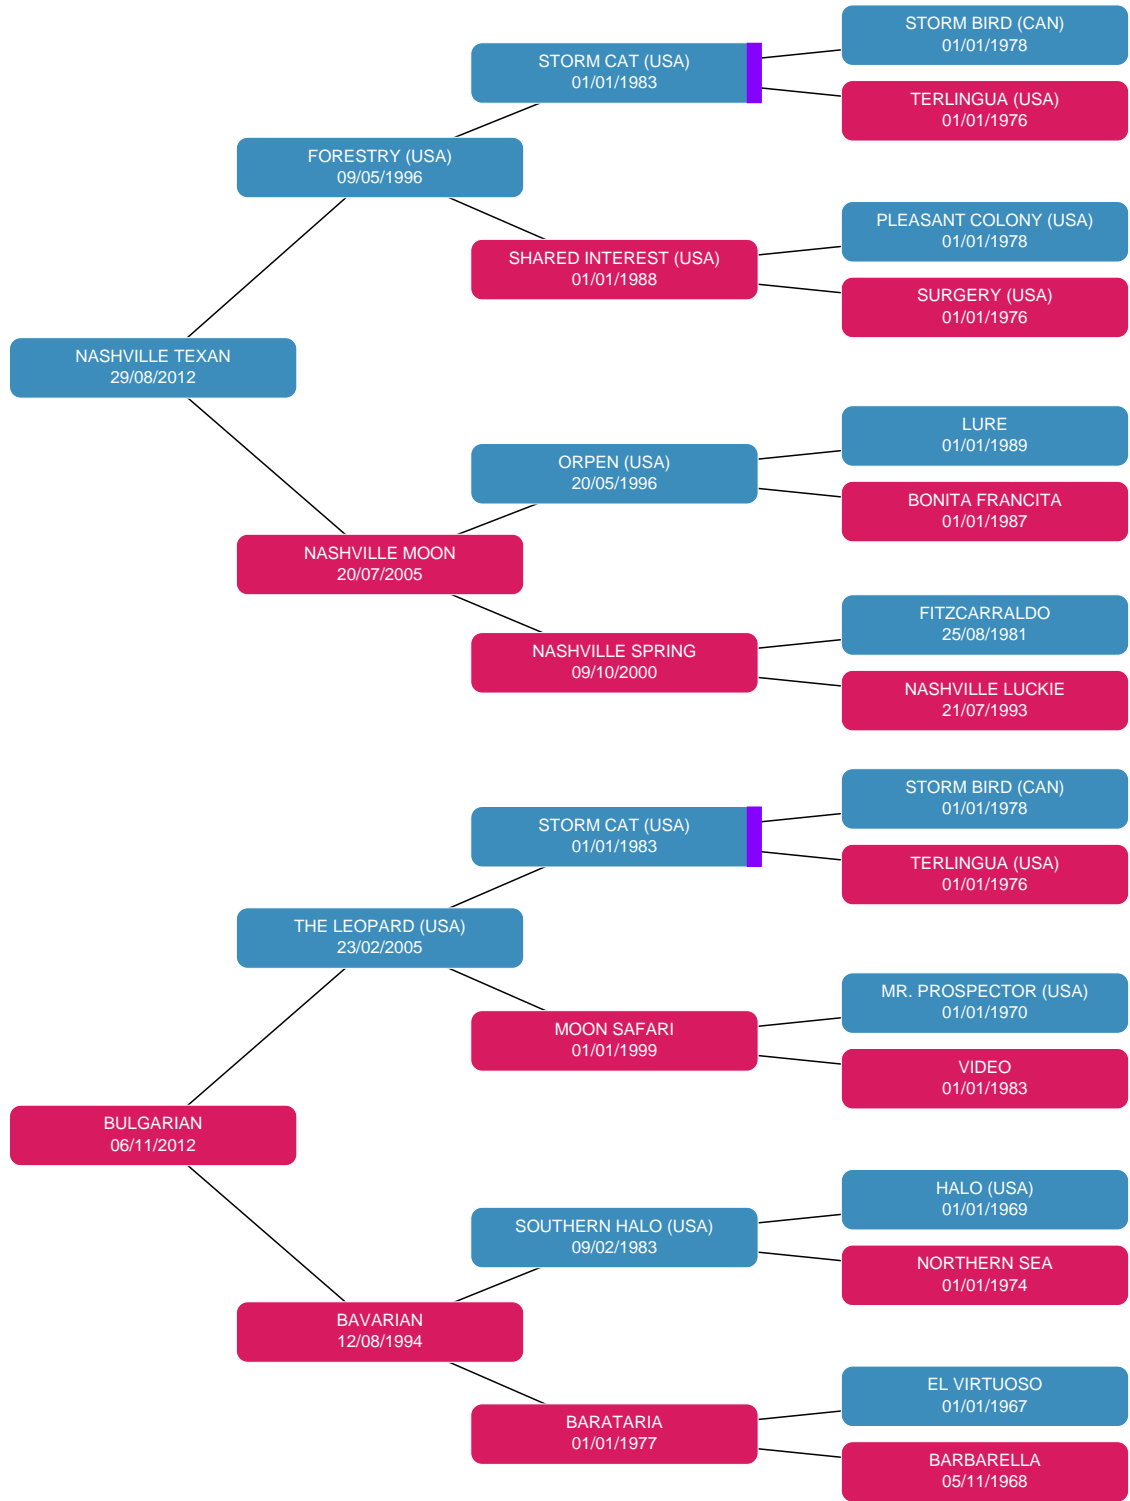 STORM BIRD (CAN)
01/01/1978
STORM CAT (USA)
01/01/1983
TERLINGUA (USA)
01/01/1976
FORESTRY (USA)
09/05/1996
PLEASANT COLONY (USA)
01/01/1978
SHARED INTEREST (USA)
01/01/1988
SURGERY (USA)
01/01/1976
NASHVILLE TEXAN
29/08/2012
LURE
01/01/1989
ORPEN (USA)
20/05/1996
BONITA FRANCITA
01/01/1987
NASHVILLE MOON
20/07/2005
FITZCARRALDO
25/08/1981
NASHVILLE SPRING
09/10/2000
NASHVILLE LUCKIE
21/07/1993
STORM BIRD (CAN)
01/01/1978
STORM CAT (USA)
01/01/1983
TERLINGUA (USA)
01/01/1976
THE LEOPARD (USA)
23/02/2005
MR. PROSPECTOR (USA)
01/01/1970
MOON SAFARI
01/01/1999
VIDEO
01/01/1983
BULGARIAN
06/11/2012
HALO (USA)
01/01/1969
SOUTHERN HALO (USA)
09/02/1983
NORTHERN SEA
01/01/1974
BAVARIAN
12/08/1994
EL VIRTUOSO
01/01/1967
BARATARIA
01/01/1977
BARBARELLA
05/11/1968